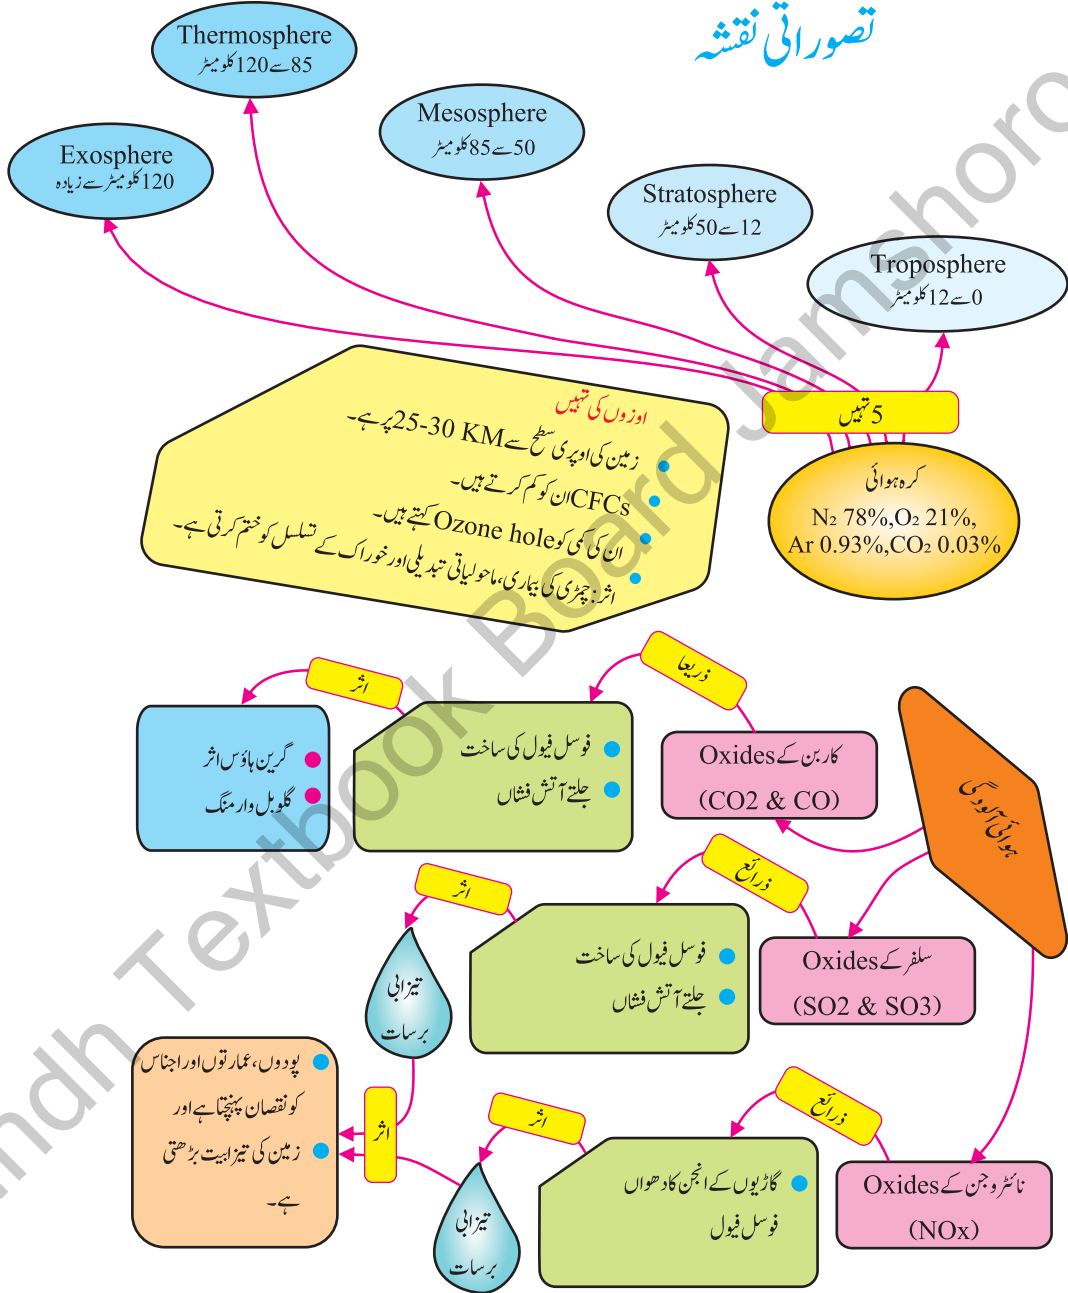 تصوراتی نقشہ
Thermosphere
85 سے 120 کلومیٹر
Mesosphere
50 سے 85 کلومیٹر
Exosphere
120 کلومیٹر سے زیادہ
Stratosphere
12 سے 50 کلومیٹر
Troposphere
0 سے 12 کلومیٹر
5 تہیں
کرہ ہوائی
N₂ 78%,O₂ 21%,
Ar 0.93%,CO₂ 0.03%
اوزوں کی تہیں
زمین کی اوپری سطح سے 25-30 KM پر ہے۔
CFCs ان کو کم کرتے ہیں۔
ان کی کمی کو Ozone hole کہتے ہیں۔
اثر: چمڑی کی بیماری، ماحولیاتی تبدیلی اور خوراک کے تسلسل کو ختم کرتی ہے۔
ہوائی آلودگی
کاربن کے Oxides
(CO2 & CO)
ذریعا
فوسل فیول کی ساخت
جلتے آتش فشاں
اثر
گرین ہاؤس اثر
گلوبل وارمنگ
سلفر کے Oxides
(SO2 & SO3)
ذرائع
فوسل فیول کی ساخت
جلتے آتش فشاں
اثر
تیزابی
برسات
نائٹروجن کے Oxides
(NOx)
ذرائع
گاڑیوں کے انجن کا دھواں
فوسل فیول
اثر
تیزابی
برسات
اثر
پودوں، عمارتوں اور اجناس
کو نقصان پہنچتا ہے اور
زمین کی تیزابیت بڑھتی
ہے۔
Sindh Textbook Board Jamshoro